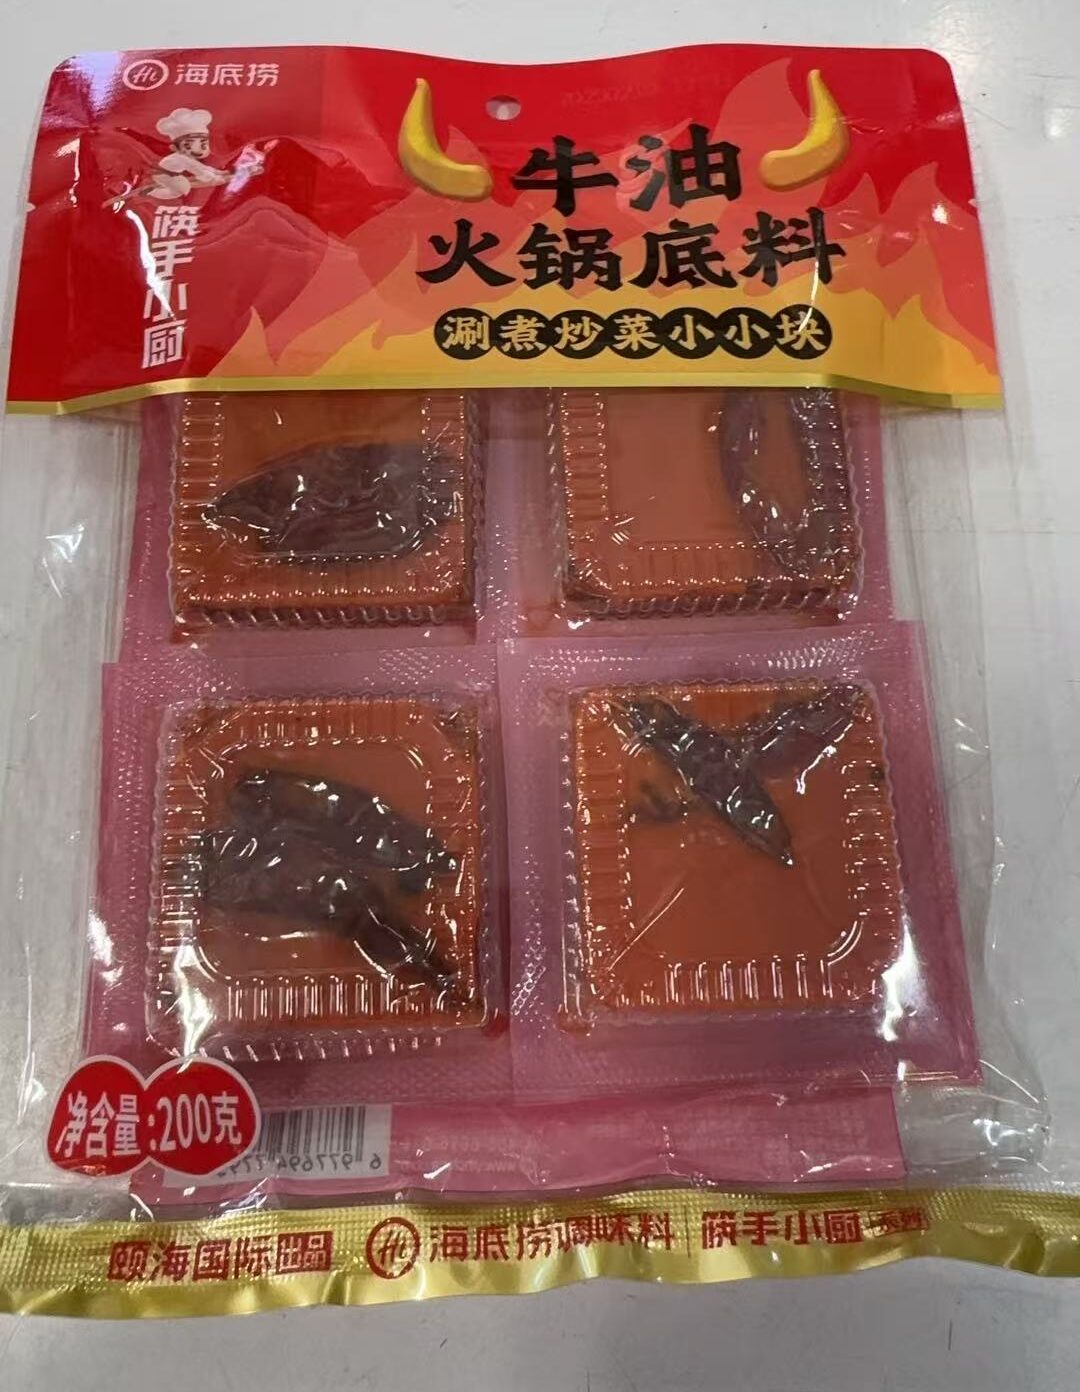 Hi 海底捞
筷手小厨
牛油
火锅底料
涮煮炒菜小小块
净含量:200克
颐海国际出品 Hi 海底捞调味料 筷手小厨